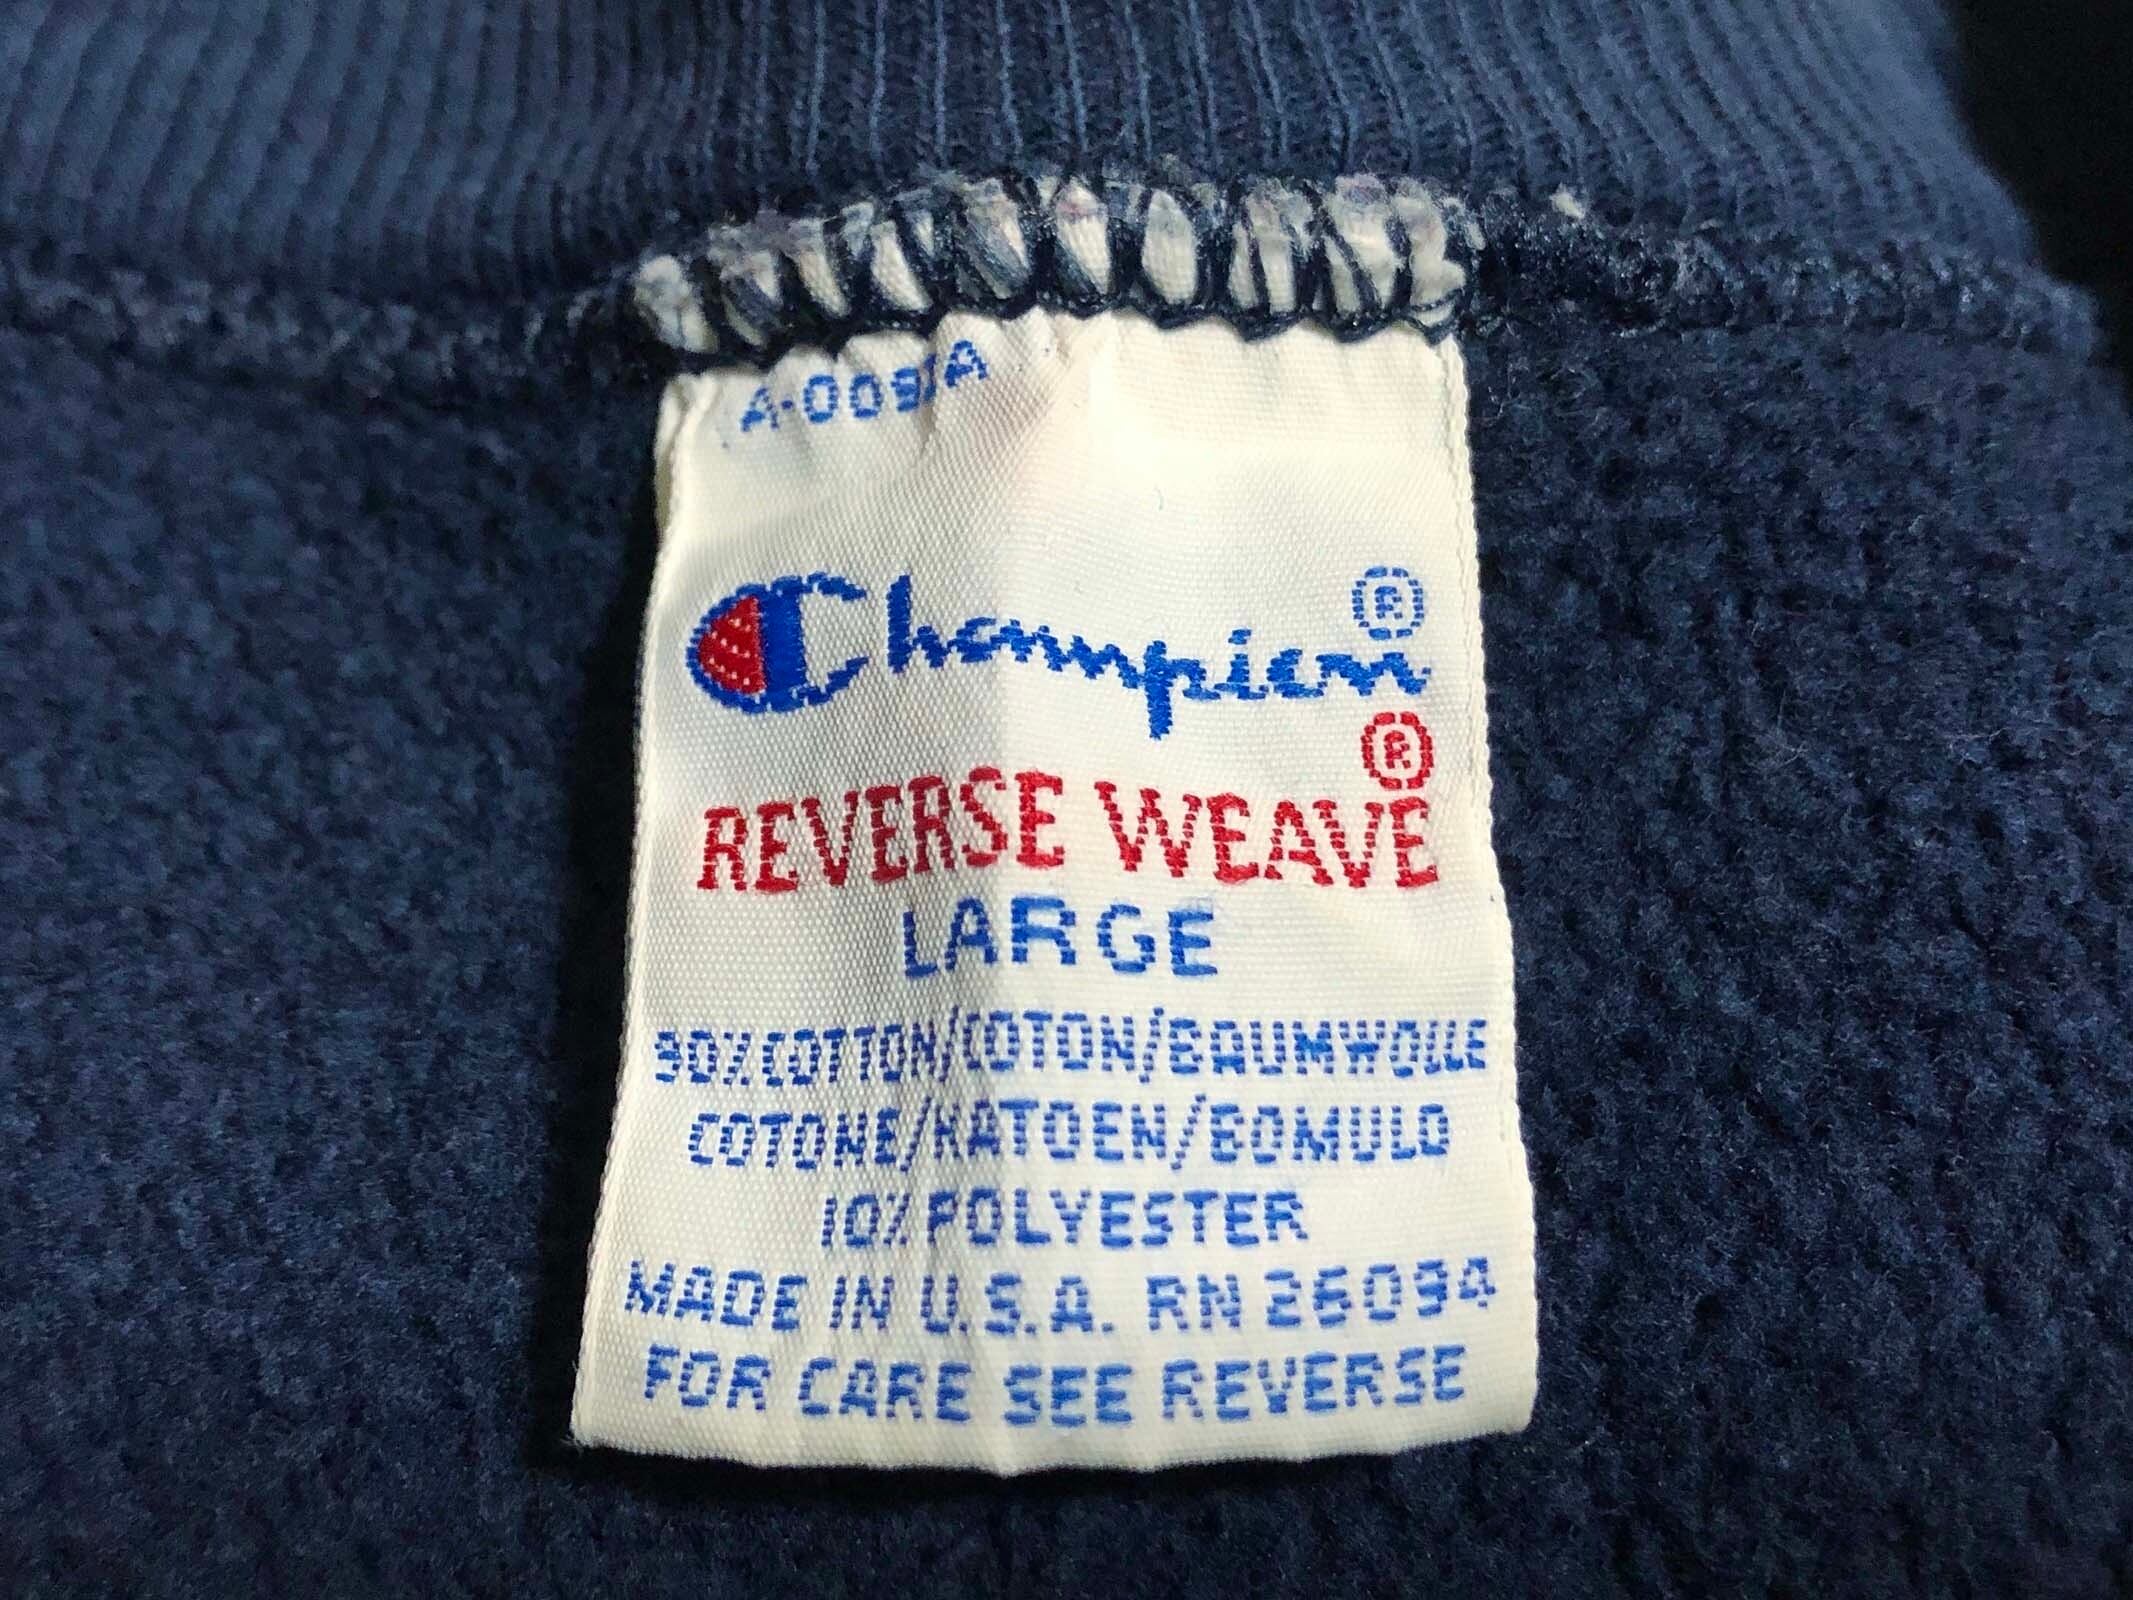 Champion®
REVERSE WEAVE®
LARGE
90% COTTON/COTON/BAUMWOLLE
COTONE/KATOEN/BOMULD
10% POLYESTER
MADE IN U.S.A. RN 26094
FOR CARE SEE REVERSE